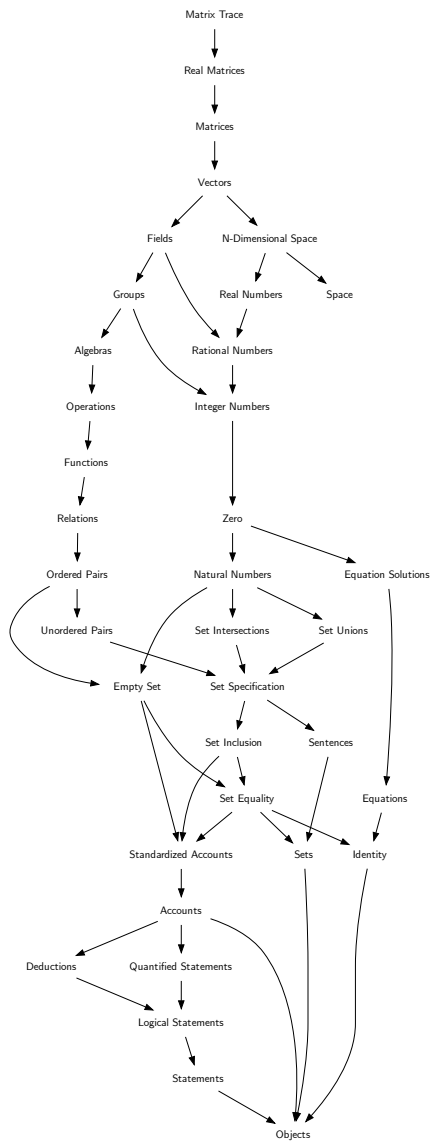 Matrix Trace
Real Matrices
Matrices
Vectors
Fields
N-Dimensional Space
Groups
Real Numbers
Space
Algebras
Rational Numbers
Operations
Integer Numbers
Functions
Relations
Zero
Ordered Pairs
Natural Numbers
Equation Solutions
Unordered Pairs
Set Intersections
Set Unions
Empty Set
Set Specification
Set Inclusion
Sentences
Set Equality
Equations
Standardized Accounts
Sets
Identity
Accounts
Deductions
Quantified Statements
Logical Statements
Statements
Objects